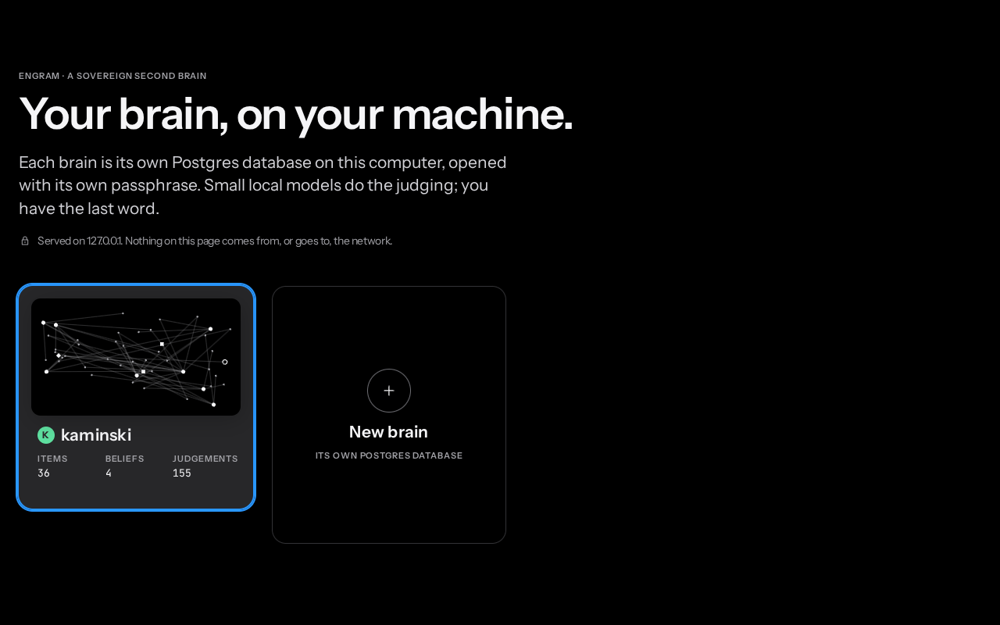 ENGRAM · A SOVEREIGN SECOND BRAIN
Your brain, on your machine.
Each brain is its own Postgres database on this computer, opened
with its own passphrase. Small local models do the judging; you
have the last word.
Served on 127.0.0.1. Nothing on this page comes from, or goes to, the network.
K kaminski
ITEMS BELIEFS JUDGEMENTS
36 4 155
New brain
ITS OWN POSTGRES DATABASE